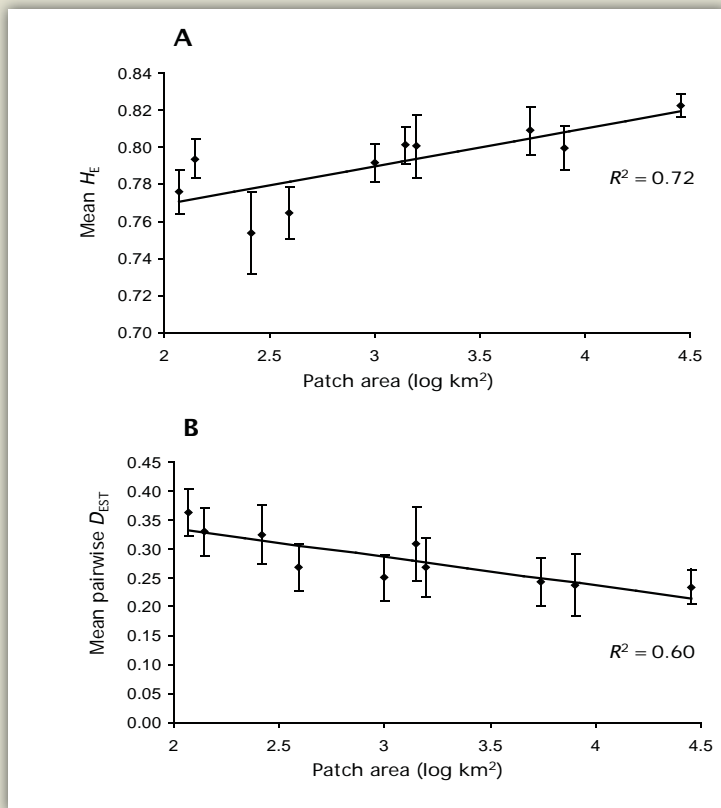 A
0.84
0.82
0.80
0.78
0.76
0.74
0.72
0.70
Mean HE
R² = 0.72
2 2.5 3 3.5 4 4.5
Patch area (log km²)
B
0.45
0.40
0.35
0.30
0.25
0.20
0.15
0.10
0.05
0.00
Mean pairwise DEST
R² = 0.60
2 2.5 3 3.5 4 4.5
Patch area (log km²)